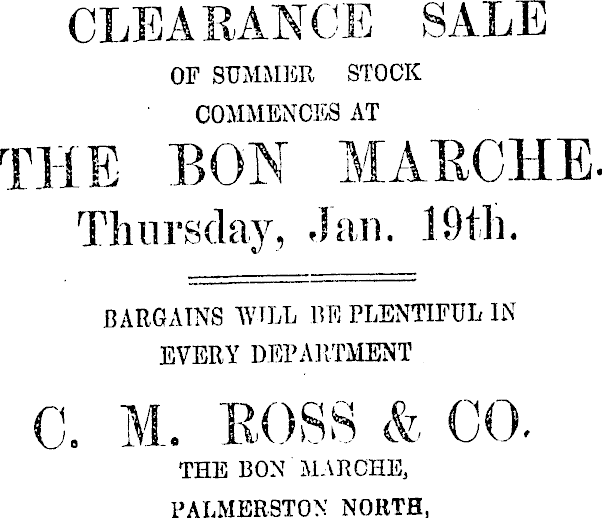 CLEARANCE SALE
OF SUMMER STOCK
COMMENCES AT
THE BON MARCHE.
Thursday, Jan. 19th.
BARGAINS WILL BE PLENTIFUL IN
EVERY DEPARTMENT
C. M. ROSS & CO.
THE BON MARCHE,
PALMERSTON NORTH,